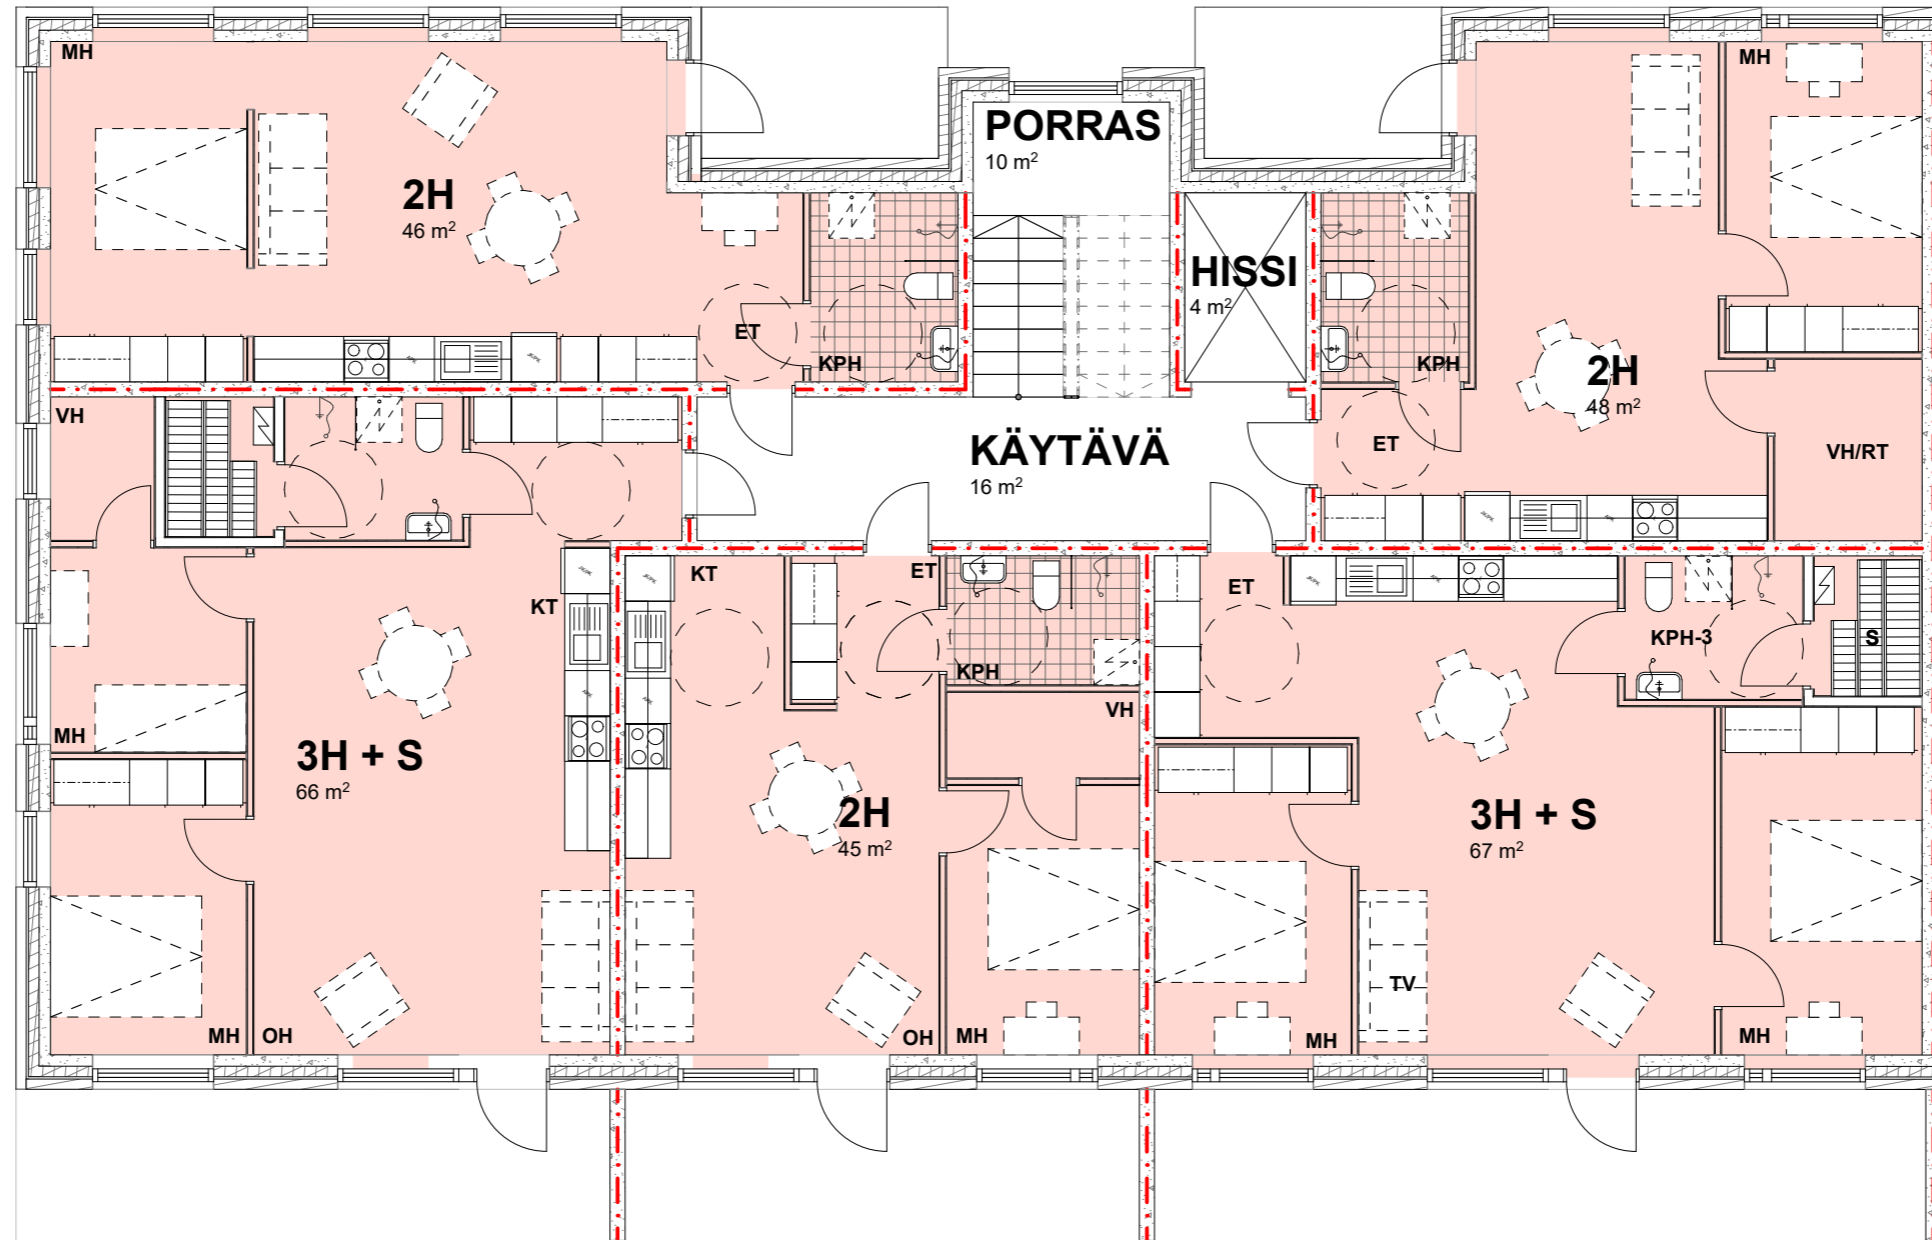 MH
MH
PORRAS
10 m²
2H
46 m²
HISSI
4 m²
ET
KPH
KPH
2H
48 m²
VH
KÄYTÄVÄ
16 m²
ET
VH/RT
KT
KT
ET
ET
KPH
KPH-3
S
VH
MH
3H + S
66 m²
2H
45 m²
3H + S
67 m²
TV
MH
OH
OH
MH
MH
MH